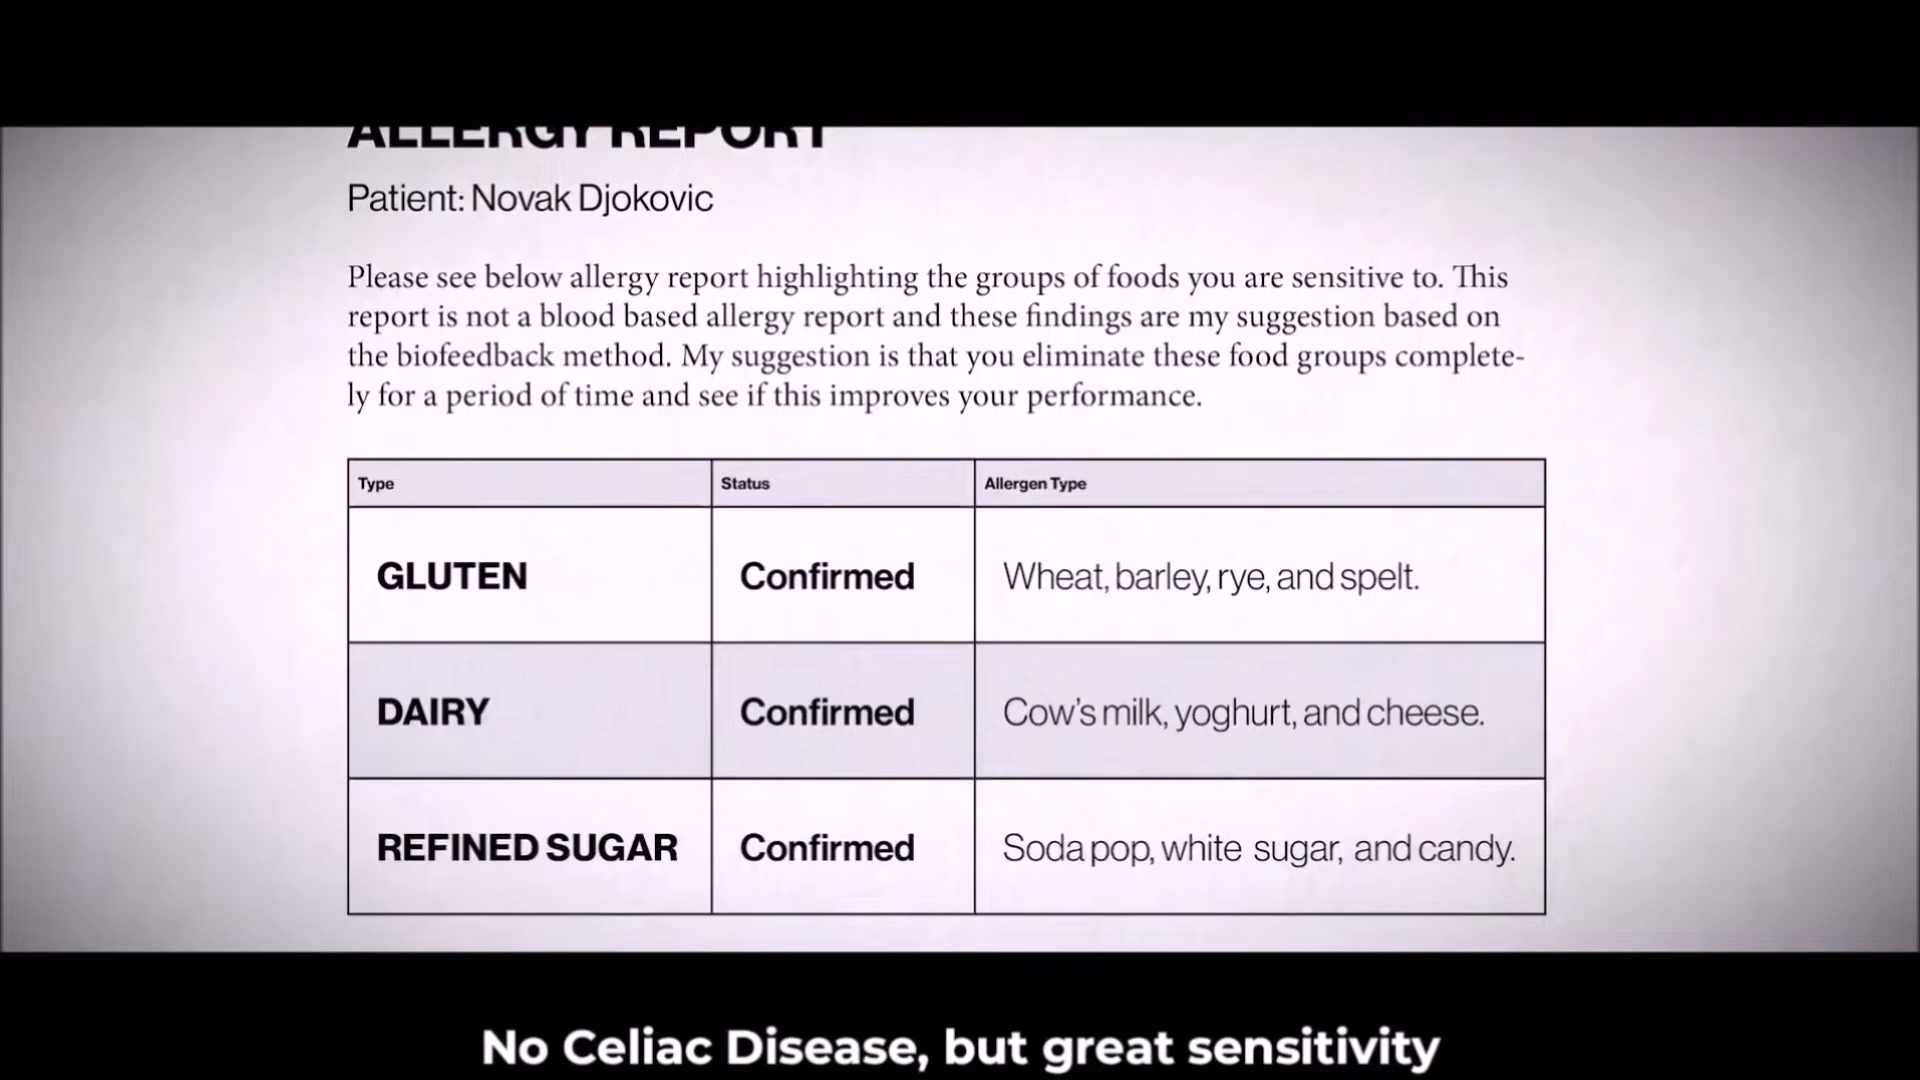 ALLERGY REPORT
Patient: Novak Djokovic
Please see below allergy report highlighting the groups of foods you are sensitive to. This
report is not a blood based allergy report and these findings are my suggestion based on
the biofeedback method. My suggestion is that you eliminate these food groups complete-
ly for a period of time and see if this improves your performance.
Type Status Allergen Type
GLUTEN Confirmed Wheat, barley, rye, and spelt.
DAIRY Confirmed Cow's milk, yoghurt, and cheese.
REFINED SUGAR Confirmed Soda pop, white sugar, and candy.
No Celiac Disease, but great sensitivity